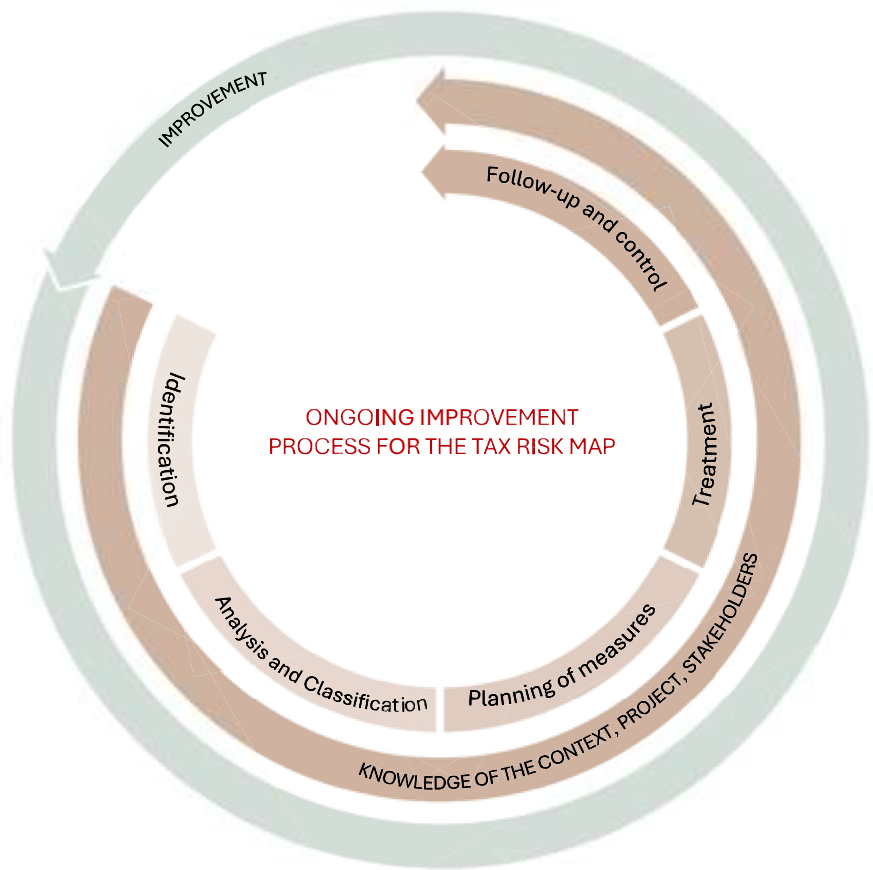 IMPROVEMENT
Follow-up and control
Identification
ONGOING IMPROVEMENT
PROCESS FOR THE TAX RISK MAP
Treatment
Analysis and Classification
Planning of measures
KNOWLEDGE OF THE CONTEXT, PROJECT, STAKEHOLDERS